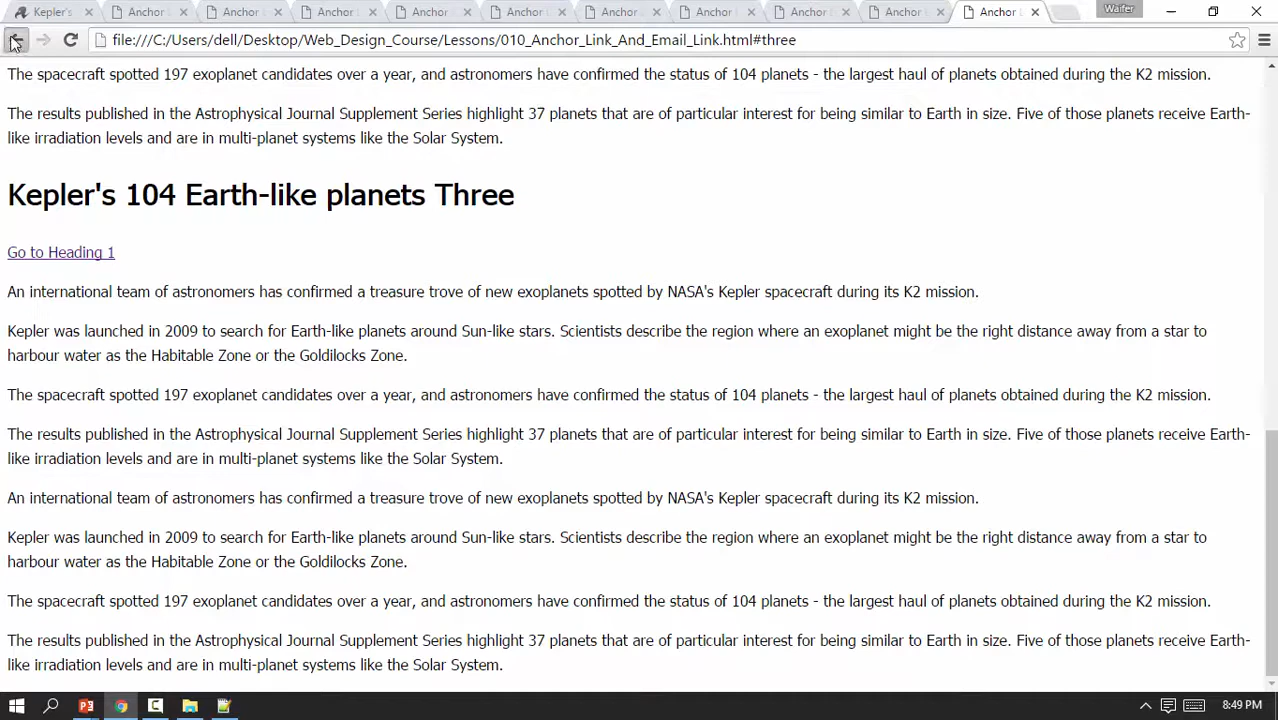 Kepler's
Anchor
Anchor
Anchor
Anchor
Anchor
Anchor
Anchor
Anchor
Anchor
Anchor
Waifer
file:///C:/Users/dell/Desktop/Web_Design_Course/Lessons/010_Anchor_Link_And_Email_Link.html#three
The spacecraft spotted 197 exoplanet candidates over a year, and astronomers have confirmed the status of 104 planets - the largest haul of planets obtained during the K2 mission.
The results published in the Astrophysical Journal Supplement Series highlight 37 planets that are of particular interest for being similar to Earth in size. Five of those planets receive Earth-
like irradiation levels and are in multi-planet systems like the Solar System.
Kepler's 104 Earth-like planets Three
Go to Heading 1
An international team of astronomers has confirmed a treasure trove of new exoplanets spotted by NASA's Kepler spacecraft during its K2 mission.
Kepler was launched in 2009 to search for Earth-like planets around Sun-like stars. Scientists describe the region where an exoplanet might be the right distance away from a star to
harbour water as the Habitable Zone or the Goldilocks Zone.
The spacecraft spotted 197 exoplanet candidates over a year, and astronomers have confirmed the status of 104 planets - the largest haul of planets obtained during the K2 mission.
The results published in the Astrophysical Journal Supplement Series highlight 37 planets that are of particular interest for being similar to Earth in size. Five of those planets receive Earth-
like irradiation levels and are in multi-planet systems like the Solar System.
An international team of astronomers has confirmed a treasure trove of new exoplanets spotted by NASA's Kepler spacecraft during its K2 mission.
Kepler was launched in 2009 to search for Earth-like planets around Sun-like stars. Scientists describe the region where an exoplanet might be the right distance away from a star to
harbour water as the Habitable Zone or the Goldilocks Zone.
The spacecraft spotted 197 exoplanet candidates over a year, and astronomers have confirmed the status of 104 planets - the largest haul of planets obtained during the K2 mission.
The results published in the Astrophysical Journal Supplement Series highlight 37 planets that are of particular interest for being similar to Earth in size. Five of those planets receive Earth-
like irradiation levels and are in multi-planet systems like the Solar System.
8:49 PM